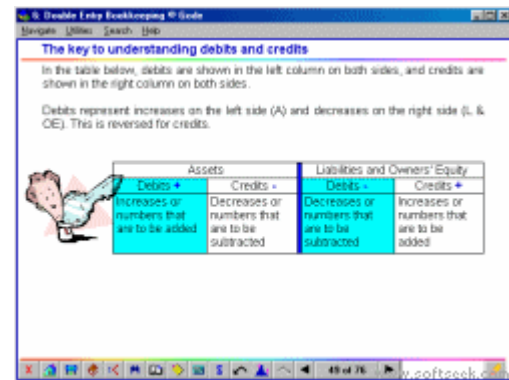 & Double Entry Bookkeeping © Gode
Navigate Utilities Search Help
The key to understanding debits and credits
In the table below, debits are shown in the left column on both sides, and credits are
shown in the right column on both sides.
Debits represent increases on the left side (A) and decreases on the right side (L &
OE). This is reversed for credits.
Assets
Liabilities and Owners' Equity
Debits +
Credits -
Debits -
Credits +
Increases or
numbers that
are to be added
Decreases or
numbers that
are to be
subtracted
Decreases or
numbers that
are to be
subtracted
Increases or
numbers that
are to be
added
49 of 76
w.softseek.com